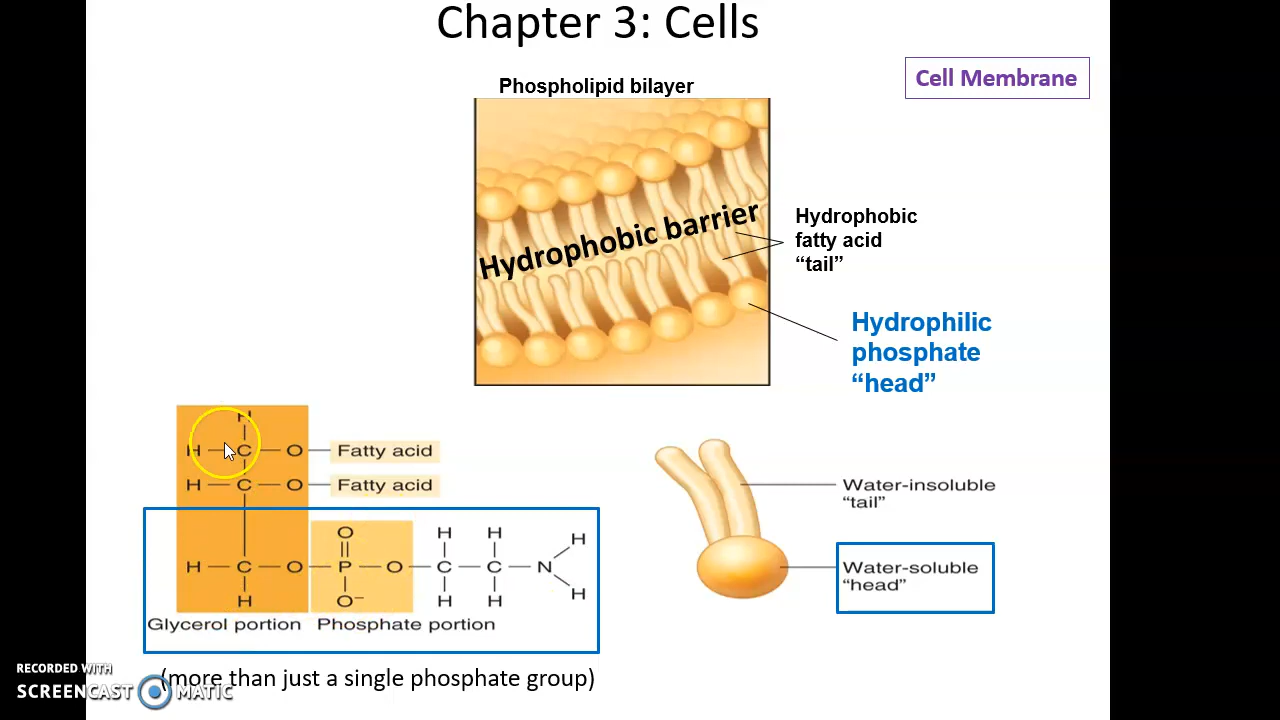 Chapter 3: Cells
Cell Membrane
Phospholipid bilayer
Hydrophobic barrier
Hydrophobic
fatty acid
“tail”
Hydrophilic
phosphate
“head”
H
H — C — O — Fatty acid
H — C — O — Fatty acid
O H H H
H — C — O — P — O — C — C — N
H O⁻ H H H
Glycerol portion Phosphate portion
(more than just a single phosphate group)
Water-insoluble
“tail”
Water-soluble
“head”
RECORDED WITH
SCREENCAST MATIC